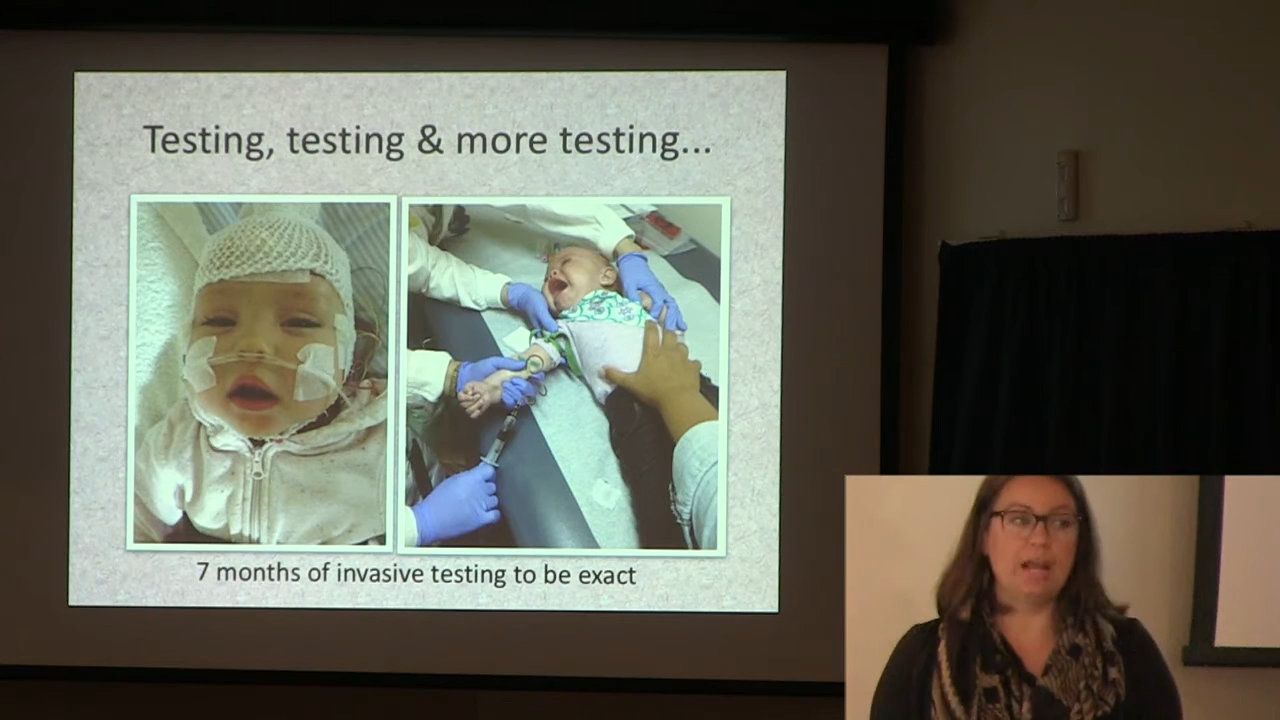 Testing, testing & more testing...
7 months of invasive testing to be exact